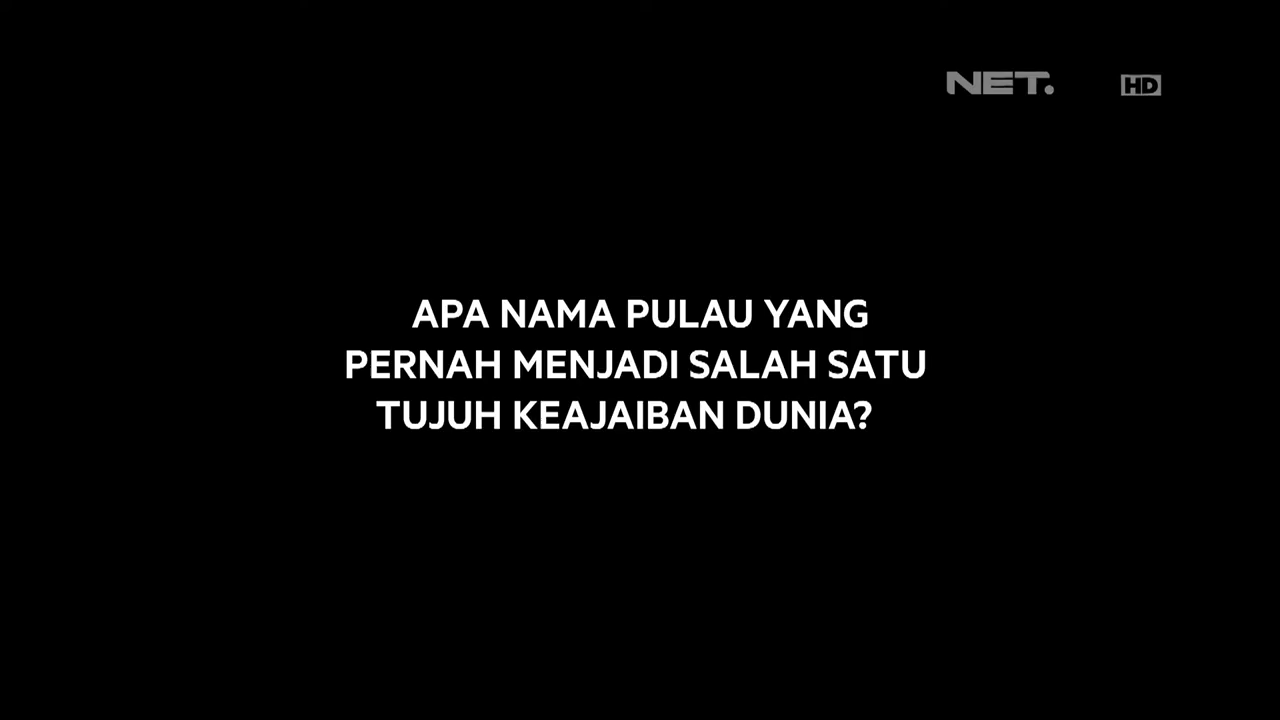 NET. HD
APA NAMA PULAU YANG
PERNAH MENJADI SALAH SATU
TUJUH KEAJAIBAN DUNIA?